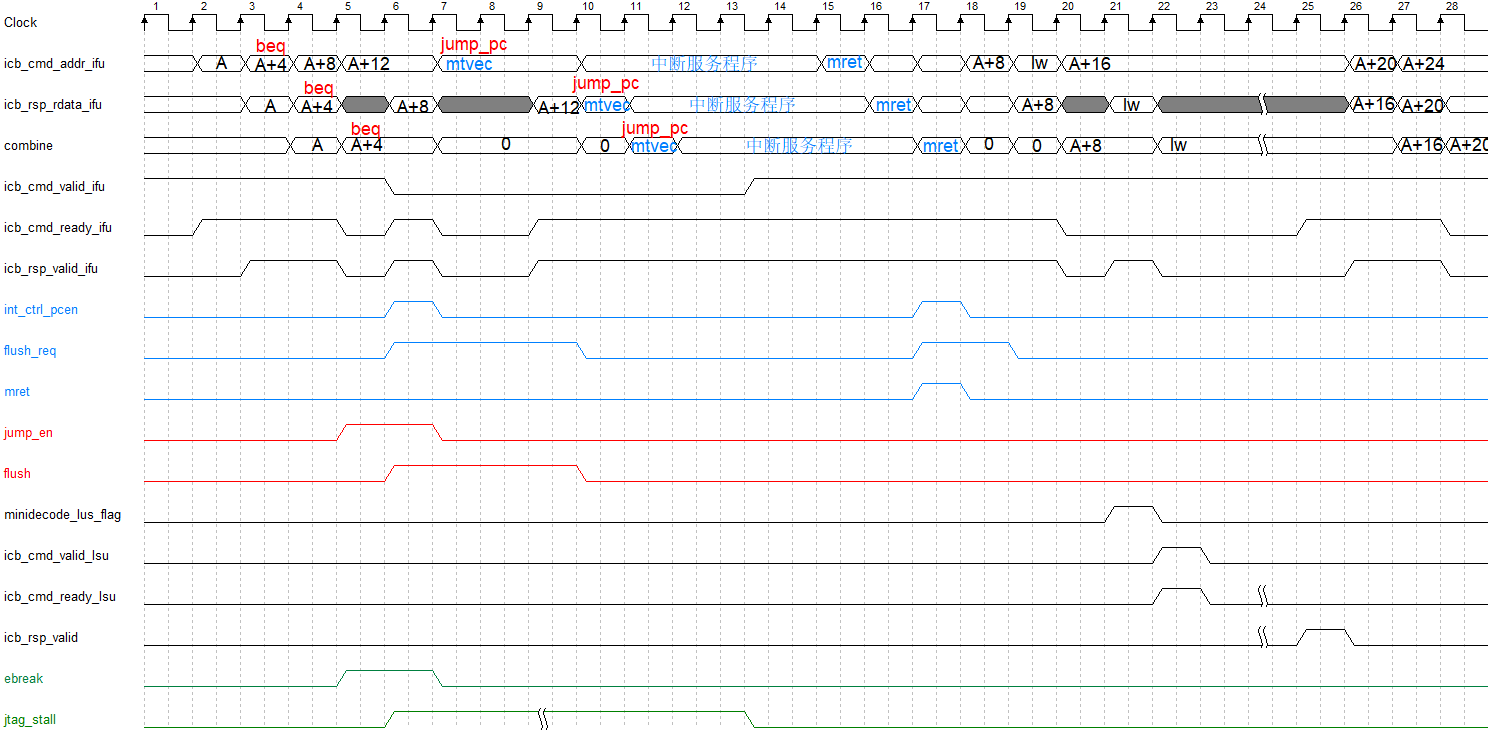 1 2 3 4 5 6 7 8 9 10 11 12 13 14 15 16 17 18 19 20 21 22 23 24 25 26 27 28
Clock
beq jump_pc
icb_cmd_addr_ifu A A+4 A+8 A+12 mtvec 中断服务程序 mret A+8 lw A+16 A+20 A+24
beq jump_pc
icb_rsp_rdata_ifu A A+4 A+8 A+12 mtvec 中断服务程序 mret A+8 lw A+16 A+20
beq jump_pc
combine A A+4 0 0 mtvec 中断服务程序 mret 0 0 A+8 lw A+16 A+20
icb_cmd_valid_ifu
icb_cmd_ready_ifu
icb_rsp_valid_ifu
int_ctrl_pcen
flush_req
mret
jump_en
flush
minidecode_lus_flag
icb_cmd_valid_lsu
icb_cmd_ready_lsu
icb_rsp_valid
ebreak
jtag_stall